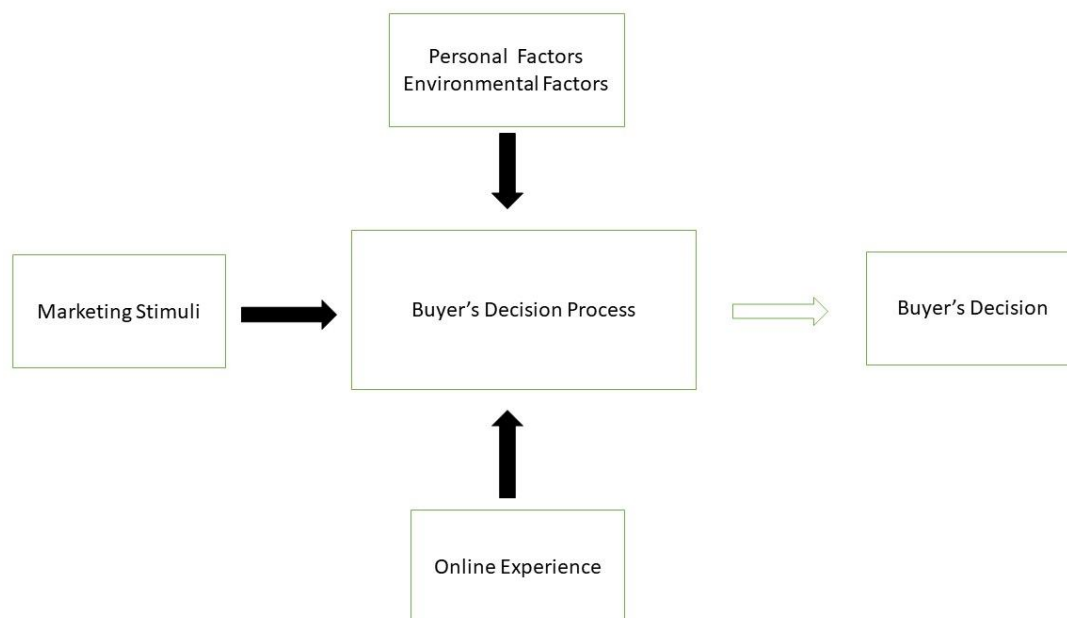 Personal  Factors
Environmental Factors
Marketing Stimuli
Buyer’s Decision Process
Buyer’s Decision
Online Experience